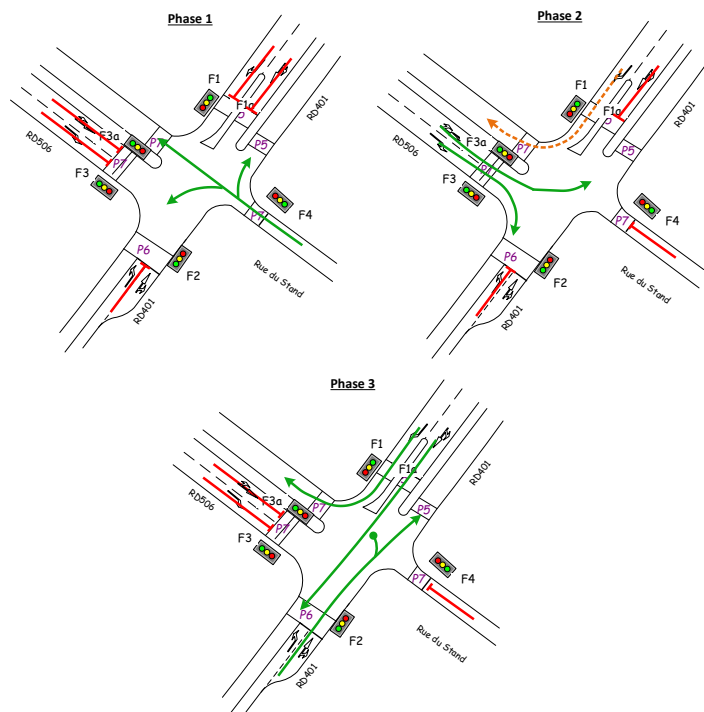 Phase 1
F1
F1a
P
RD401
F3a
P7
P5
RD506
P7
F3
F4
P7
P6
F2
Rue du Stand
RD401
Phase 2
F1
F1a
P
RD401
F3a
P7
P5
RD506
F3
F4
P7
P6
F2
Rue du Stand
RD401
Phase 3
F1
F1a
RD401
F3a
P7
P5
RD506
P7
F3
F4
P7
P6
F2
Rue du Stand
RD401